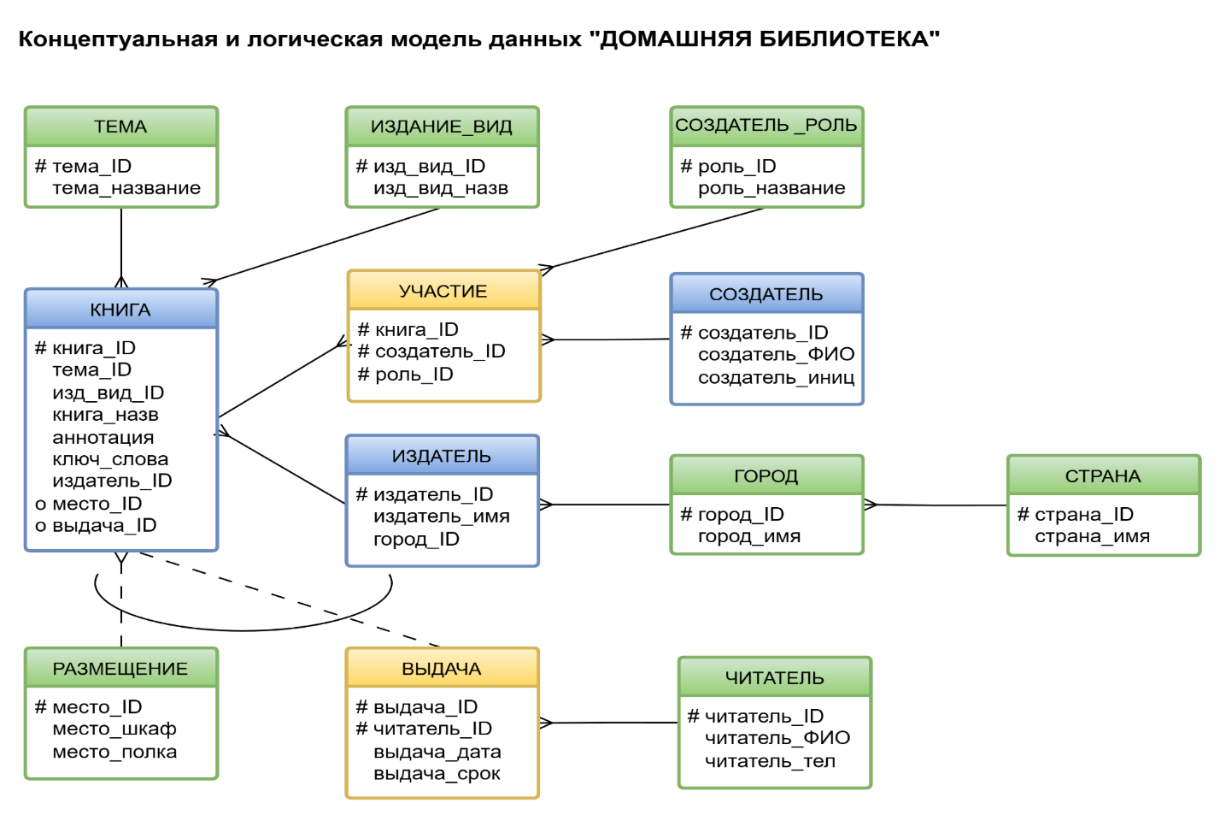 Концептуальная и логическая модель данных "ДОМАШНЯЯ БИБЛИОТЕКА"
ТЕМА
# тема_ID
тема_название
ИЗДАНИЕ_ВИД
# изд_вид_ID
изд_вид_назв
СОЗДАТЕЛЬ _РОЛЬ
# роль_ID
роль_название
КНИГА
# книга_ID
тема_ID
изд_вид_ID
книга_назв
аннотация
ключ_слова
издатель_ID
о место_ID
о выдача_ID
УЧАСТИЕ
# книга_ID
# создатель_ID
# роль_ID
СОЗДАТЕЛЬ
# создатель_ID
создатель_ФИО
создатель_иниц
ИЗДАТЕЛЬ
# издатель_ID
издатель_имя
город_ID
ГОРОД
# город_ID
город_имя
СТРАНА
# страна_ID
страна_имя
РАЗМЕЩЕНИЕ
# место_ID
место_шкаф
место_полка
ВЫДАЧА
# выдача_ID
# читатель_ID
выдача_дата
выдача_срок
ЧИТАТЕЛЬ
# читатель_ID
читатель_ФИО
читатель_тел